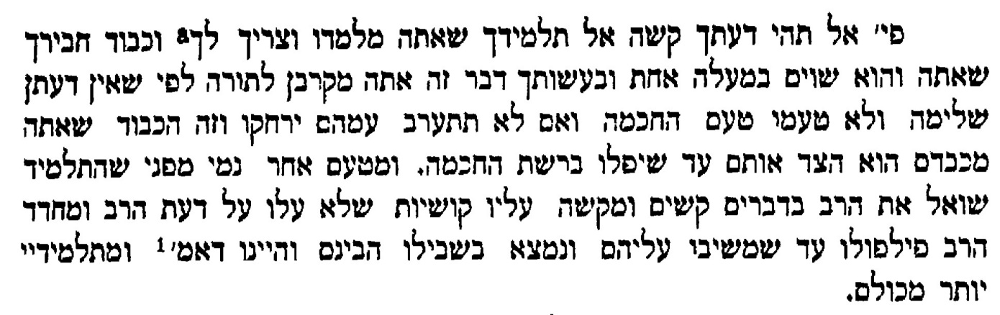 פי׳ אל תהי דעתך קשה אל תלמידך שאתה מלמדו וצריך לךa וכבוד חבירך
שאתה והוא שוים במעלה אחת ובעשותך דבר זה אתה מקרבן לתורה לפי שאין דעתן
שלימה ולא טעמי טעם החכמה ואם לא תתערב עמהם ירחקו וזה הכבוד שאתה
מכבדם הוא הצד אותם עד שיפלו ברשת החכמה. ומטעם אחר נמי מפני שהתלמיד
שואל את הרב בדברים קשים ומקשה עליו קושיות שלא עלו על דעת הרב ומחדד
הרב פילפולו עד שמשיבו עליהם ונמצא בשבילו הבינם והיינו דאמ׳1 ומתלמידיי
יותר מכולם.